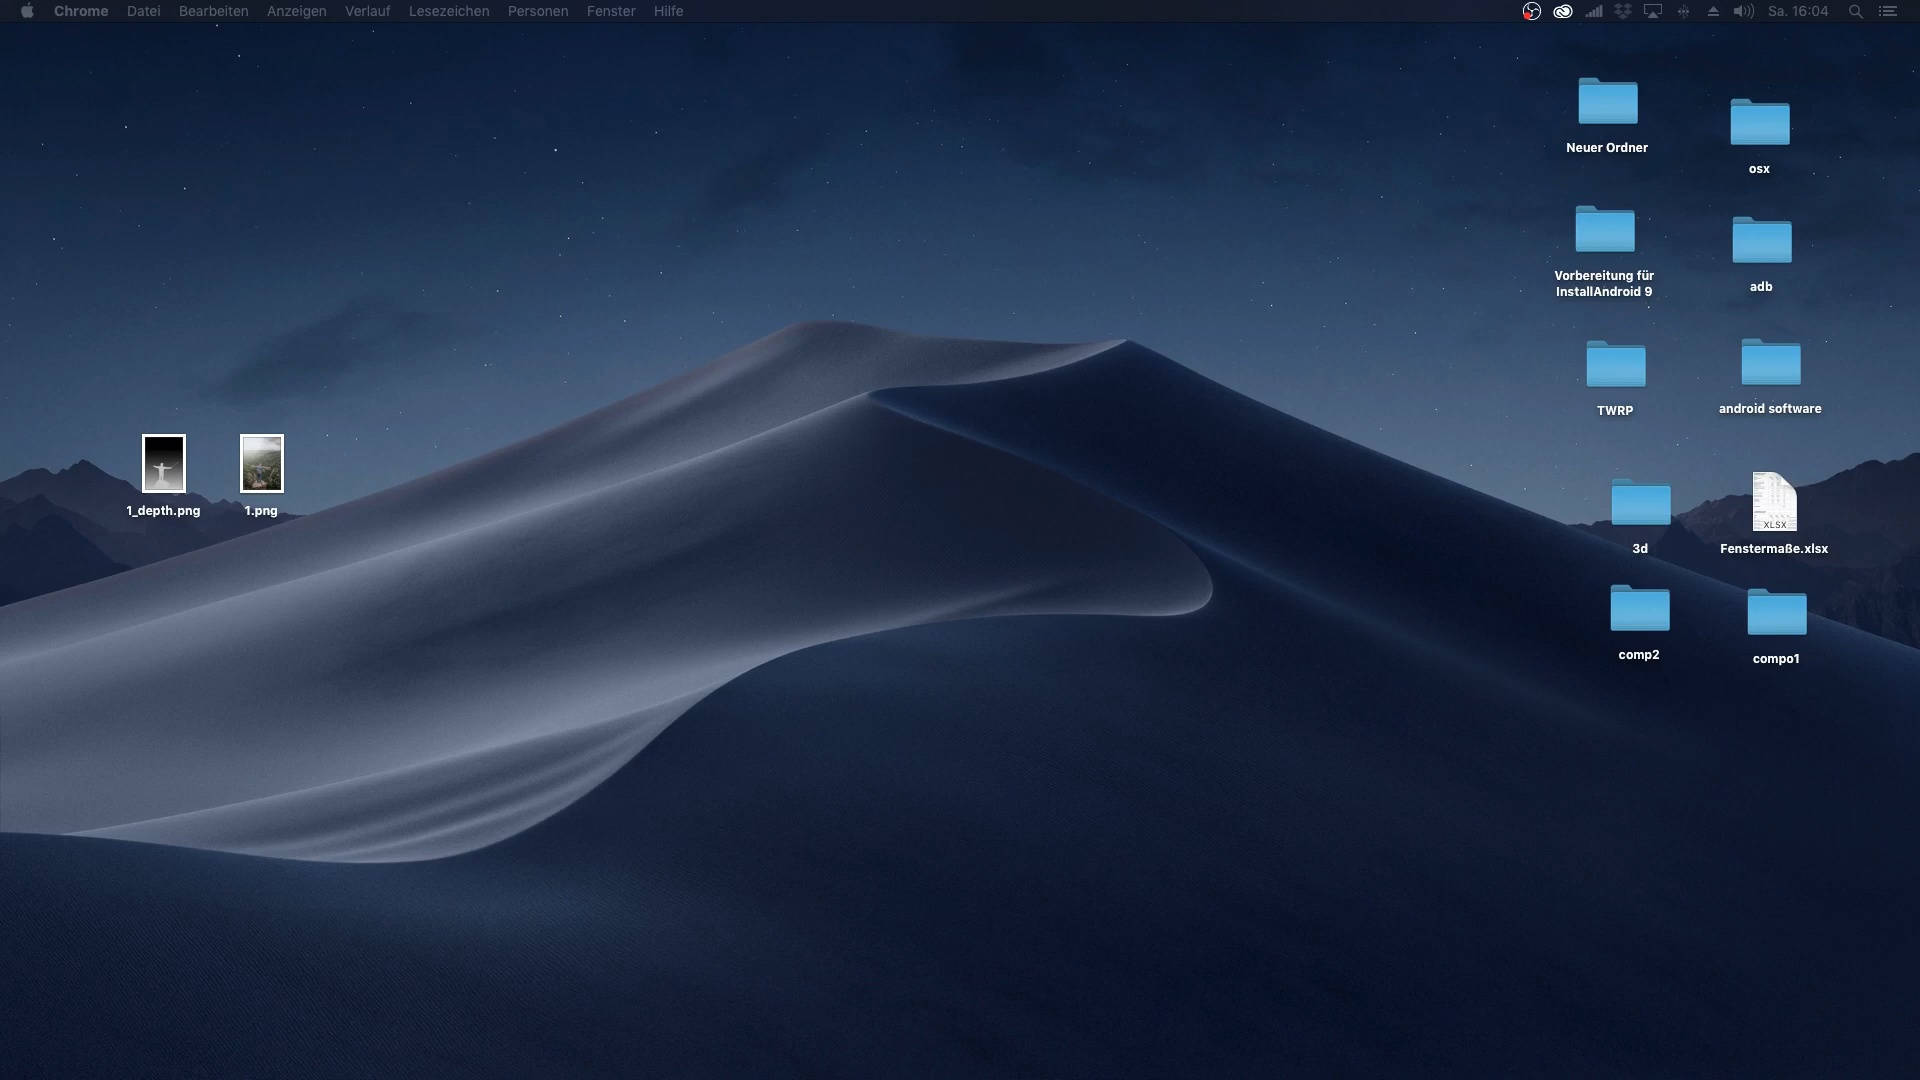 Chrome Datei Bearbeiten Anzeigen Verlauf Lesezeichen Personen Fenster Hilfe Sa. 16:04
Neuer Ordner
osx
Vorbereitung für
InstallAndroid 9
adb
TWRP
android software
1_depth.png
1.png
3d
XLSX
Fenstermaße.xlsx
comp2
compo1